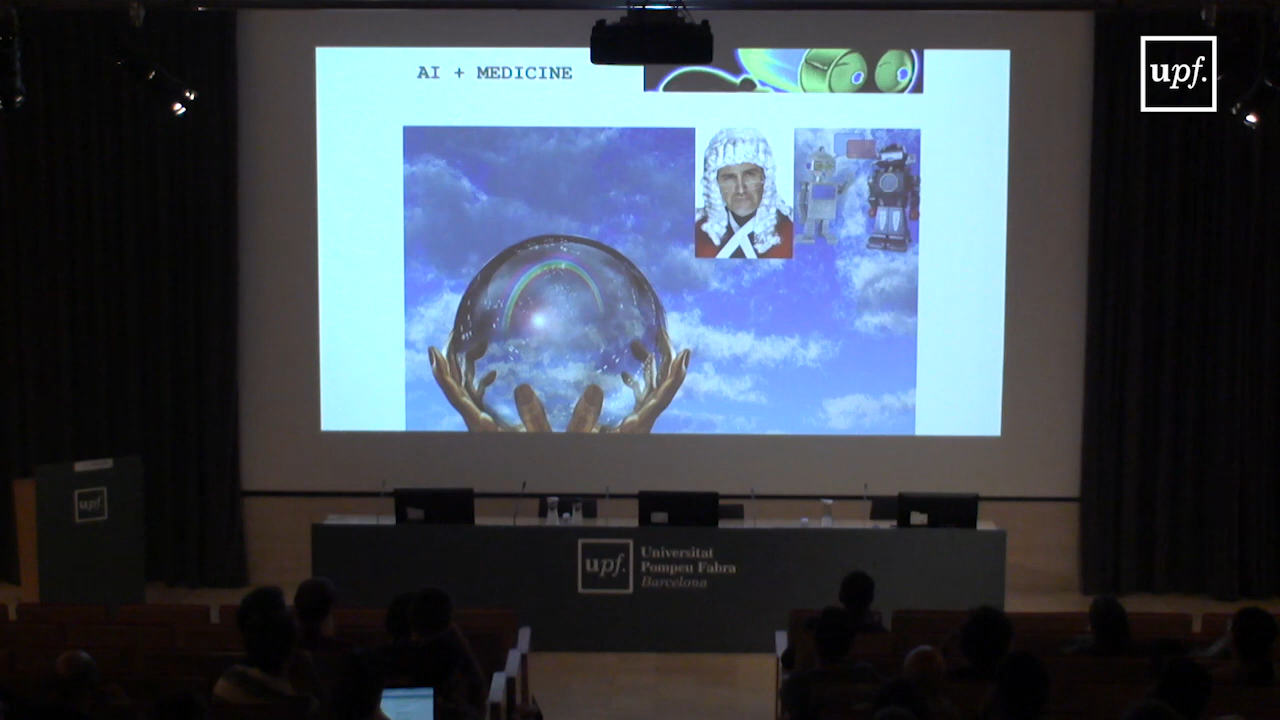 AI + MEDICINE
upf.
upf.
upf.
Universitat
Pompeu Fabra
Barcelona